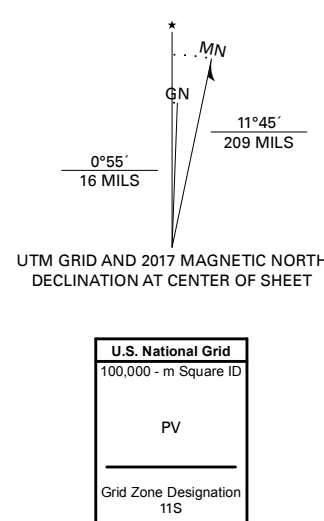 ★
MN
GN
11°45´
209 MILS
0°55´
16 MILS
UTM GRID AND 2017 MAGNETIC NORTH
DECLINATION AT CENTER OF SHEET
U.S. National Grid
100,000 - m Square ID
PV
Grid Zone Designation
11S